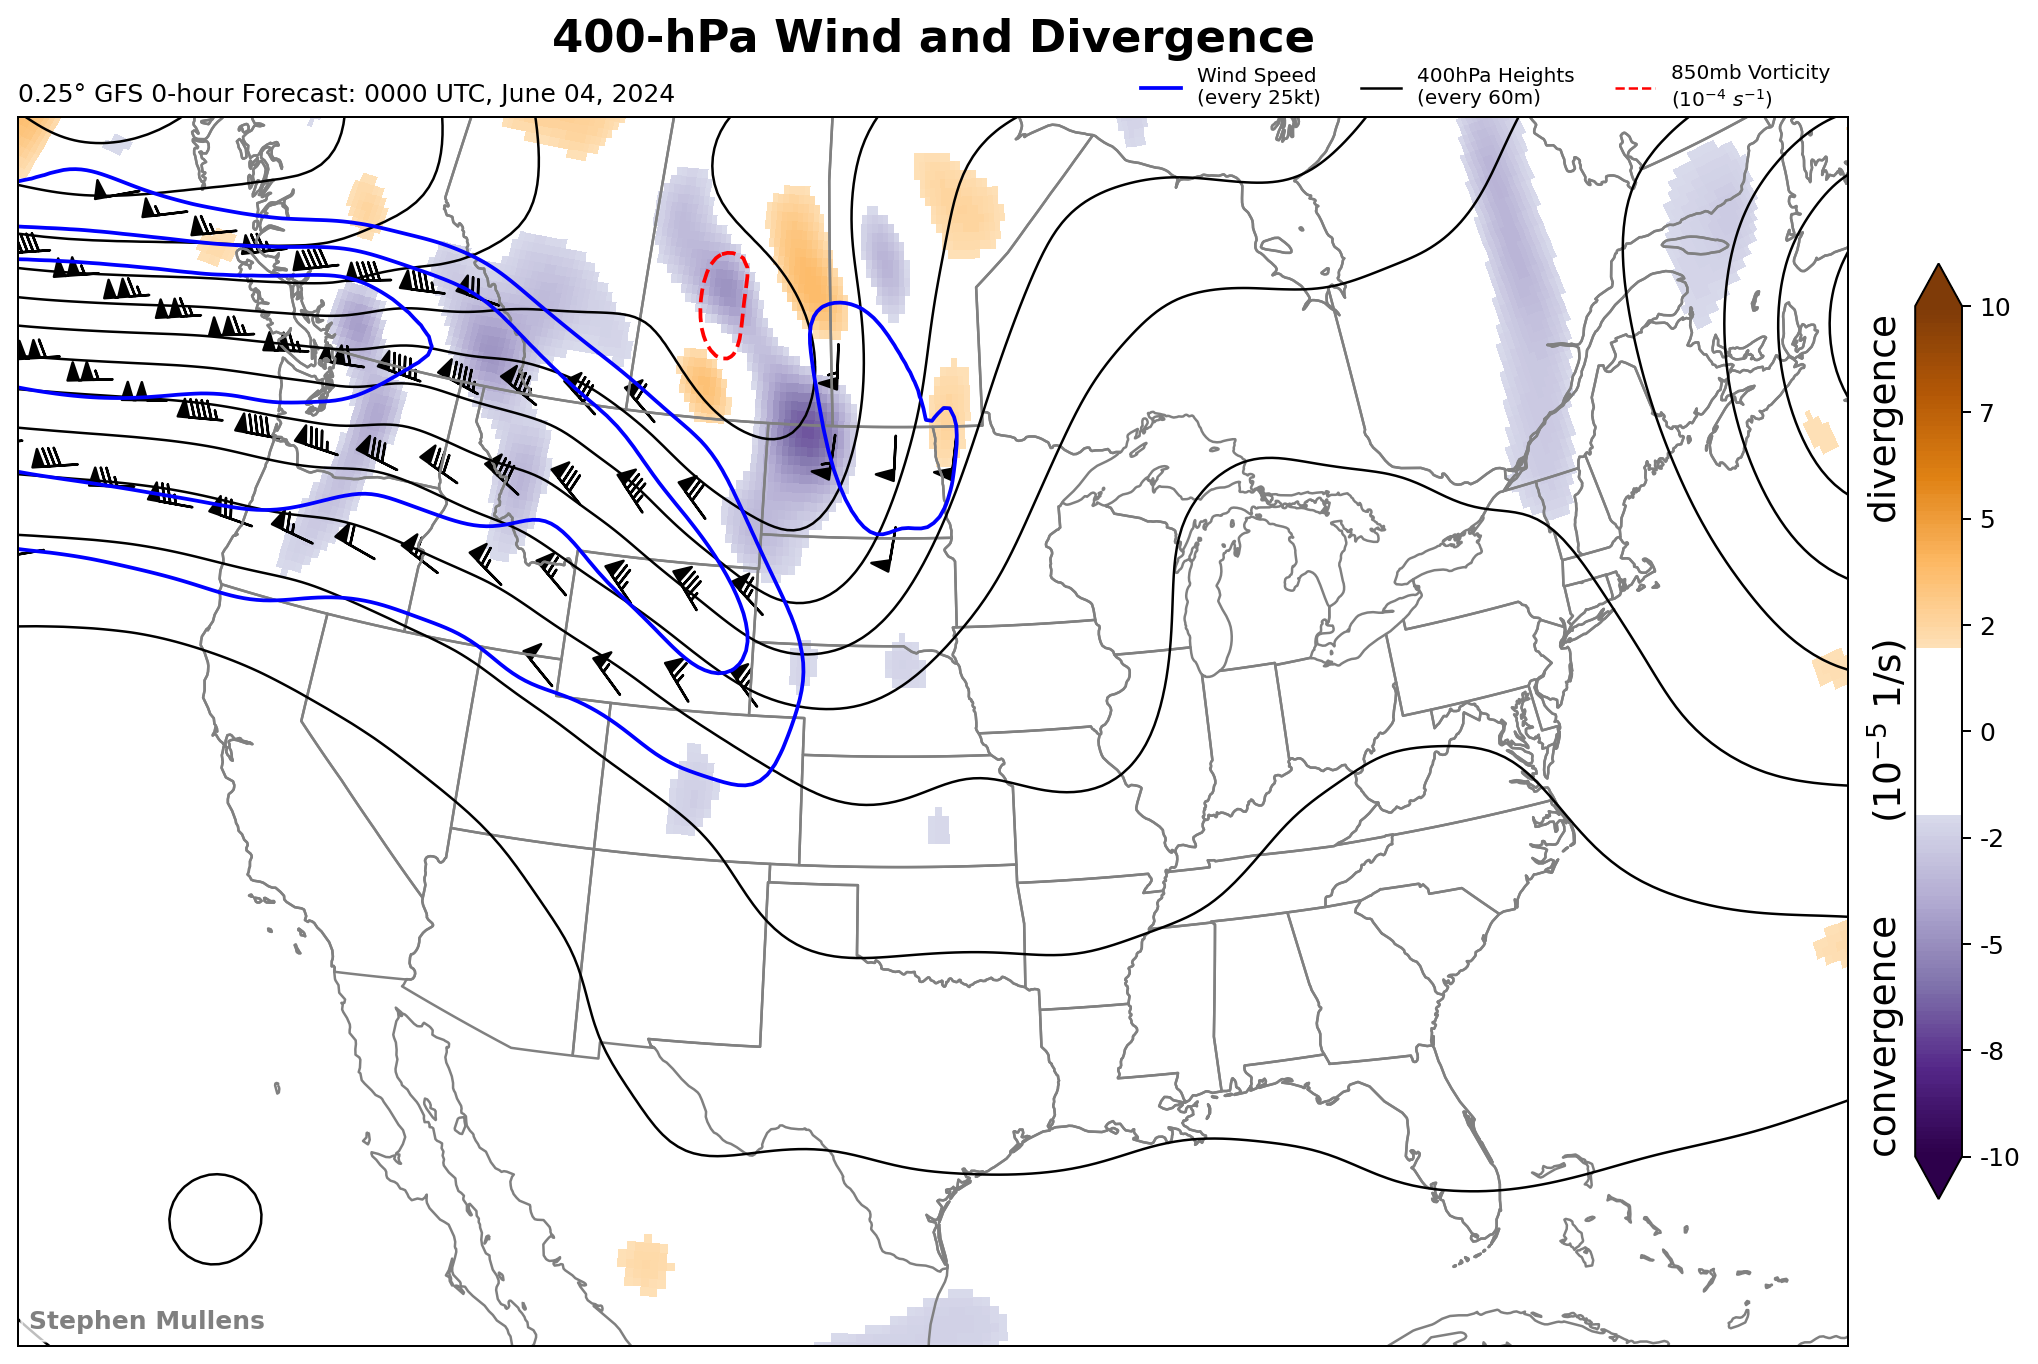 400-hPa Wind and Divergence
0.25° GFS 0-hour Forecast: 0000 UTC, June 04, 2024
Wind Speed
(every 25kt)
400hPa Heights
(every 60m)
850mb Vorticity
(10⁻⁴ s⁻¹)
10
7
5
2
0
-2
-5
-8
-10
convergence (10⁻⁵ 1/s) divergence
Stephen Mullens